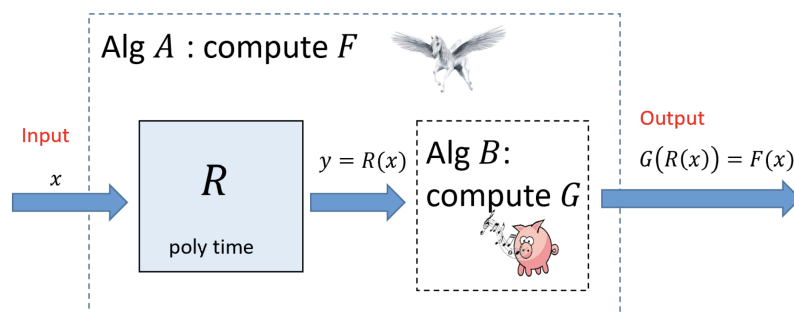 Alg A : compute F
Input
x
R
poly time
y = R(x)
Alg B:
compute G
Output
G(R(x)) = F(x)